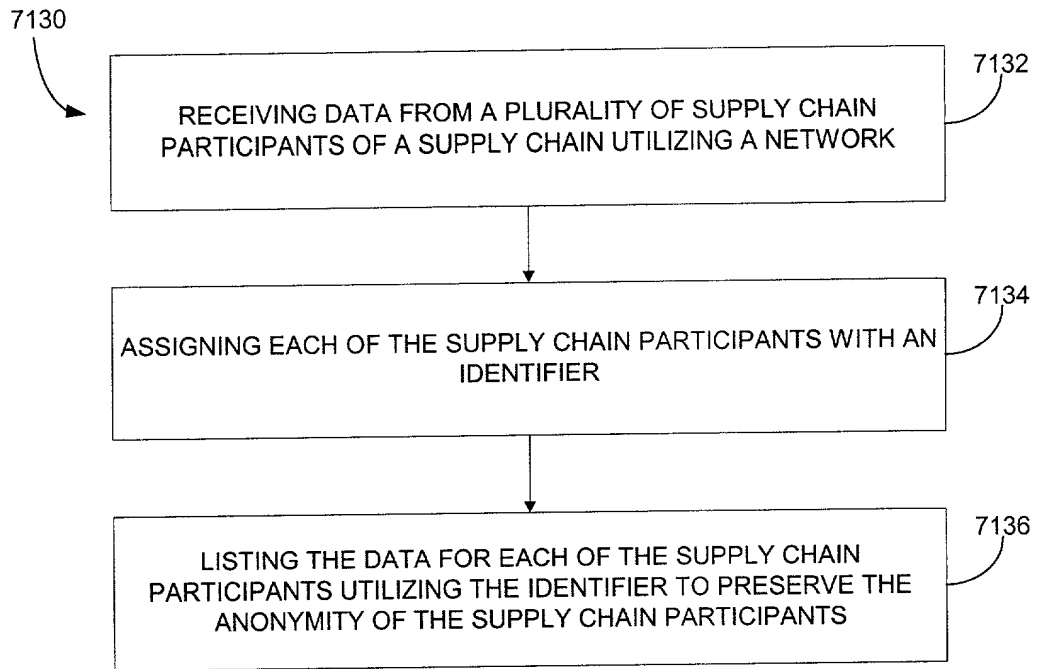 7130
7132
RECEIVING DATA FROM A PLURALITY OF SUPPLY CHAIN
PARTICIPANTS OF A SUPPLY CHAIN UTILIZING A NETWORK
7134
ASSIGNING EACH OF THE SUPPLY CHAIN PARTICIPANTS WITH AN
IDENTIFIER
7136
LISTING THE DATA FOR EACH OF THE SUPPLY CHAIN
PARTICIPANTS UTILIZING THE IDENTIFIER TO PRESERVE THE
ANONYMITY OF THE SUPPLY CHAIN PARTICIPANTS